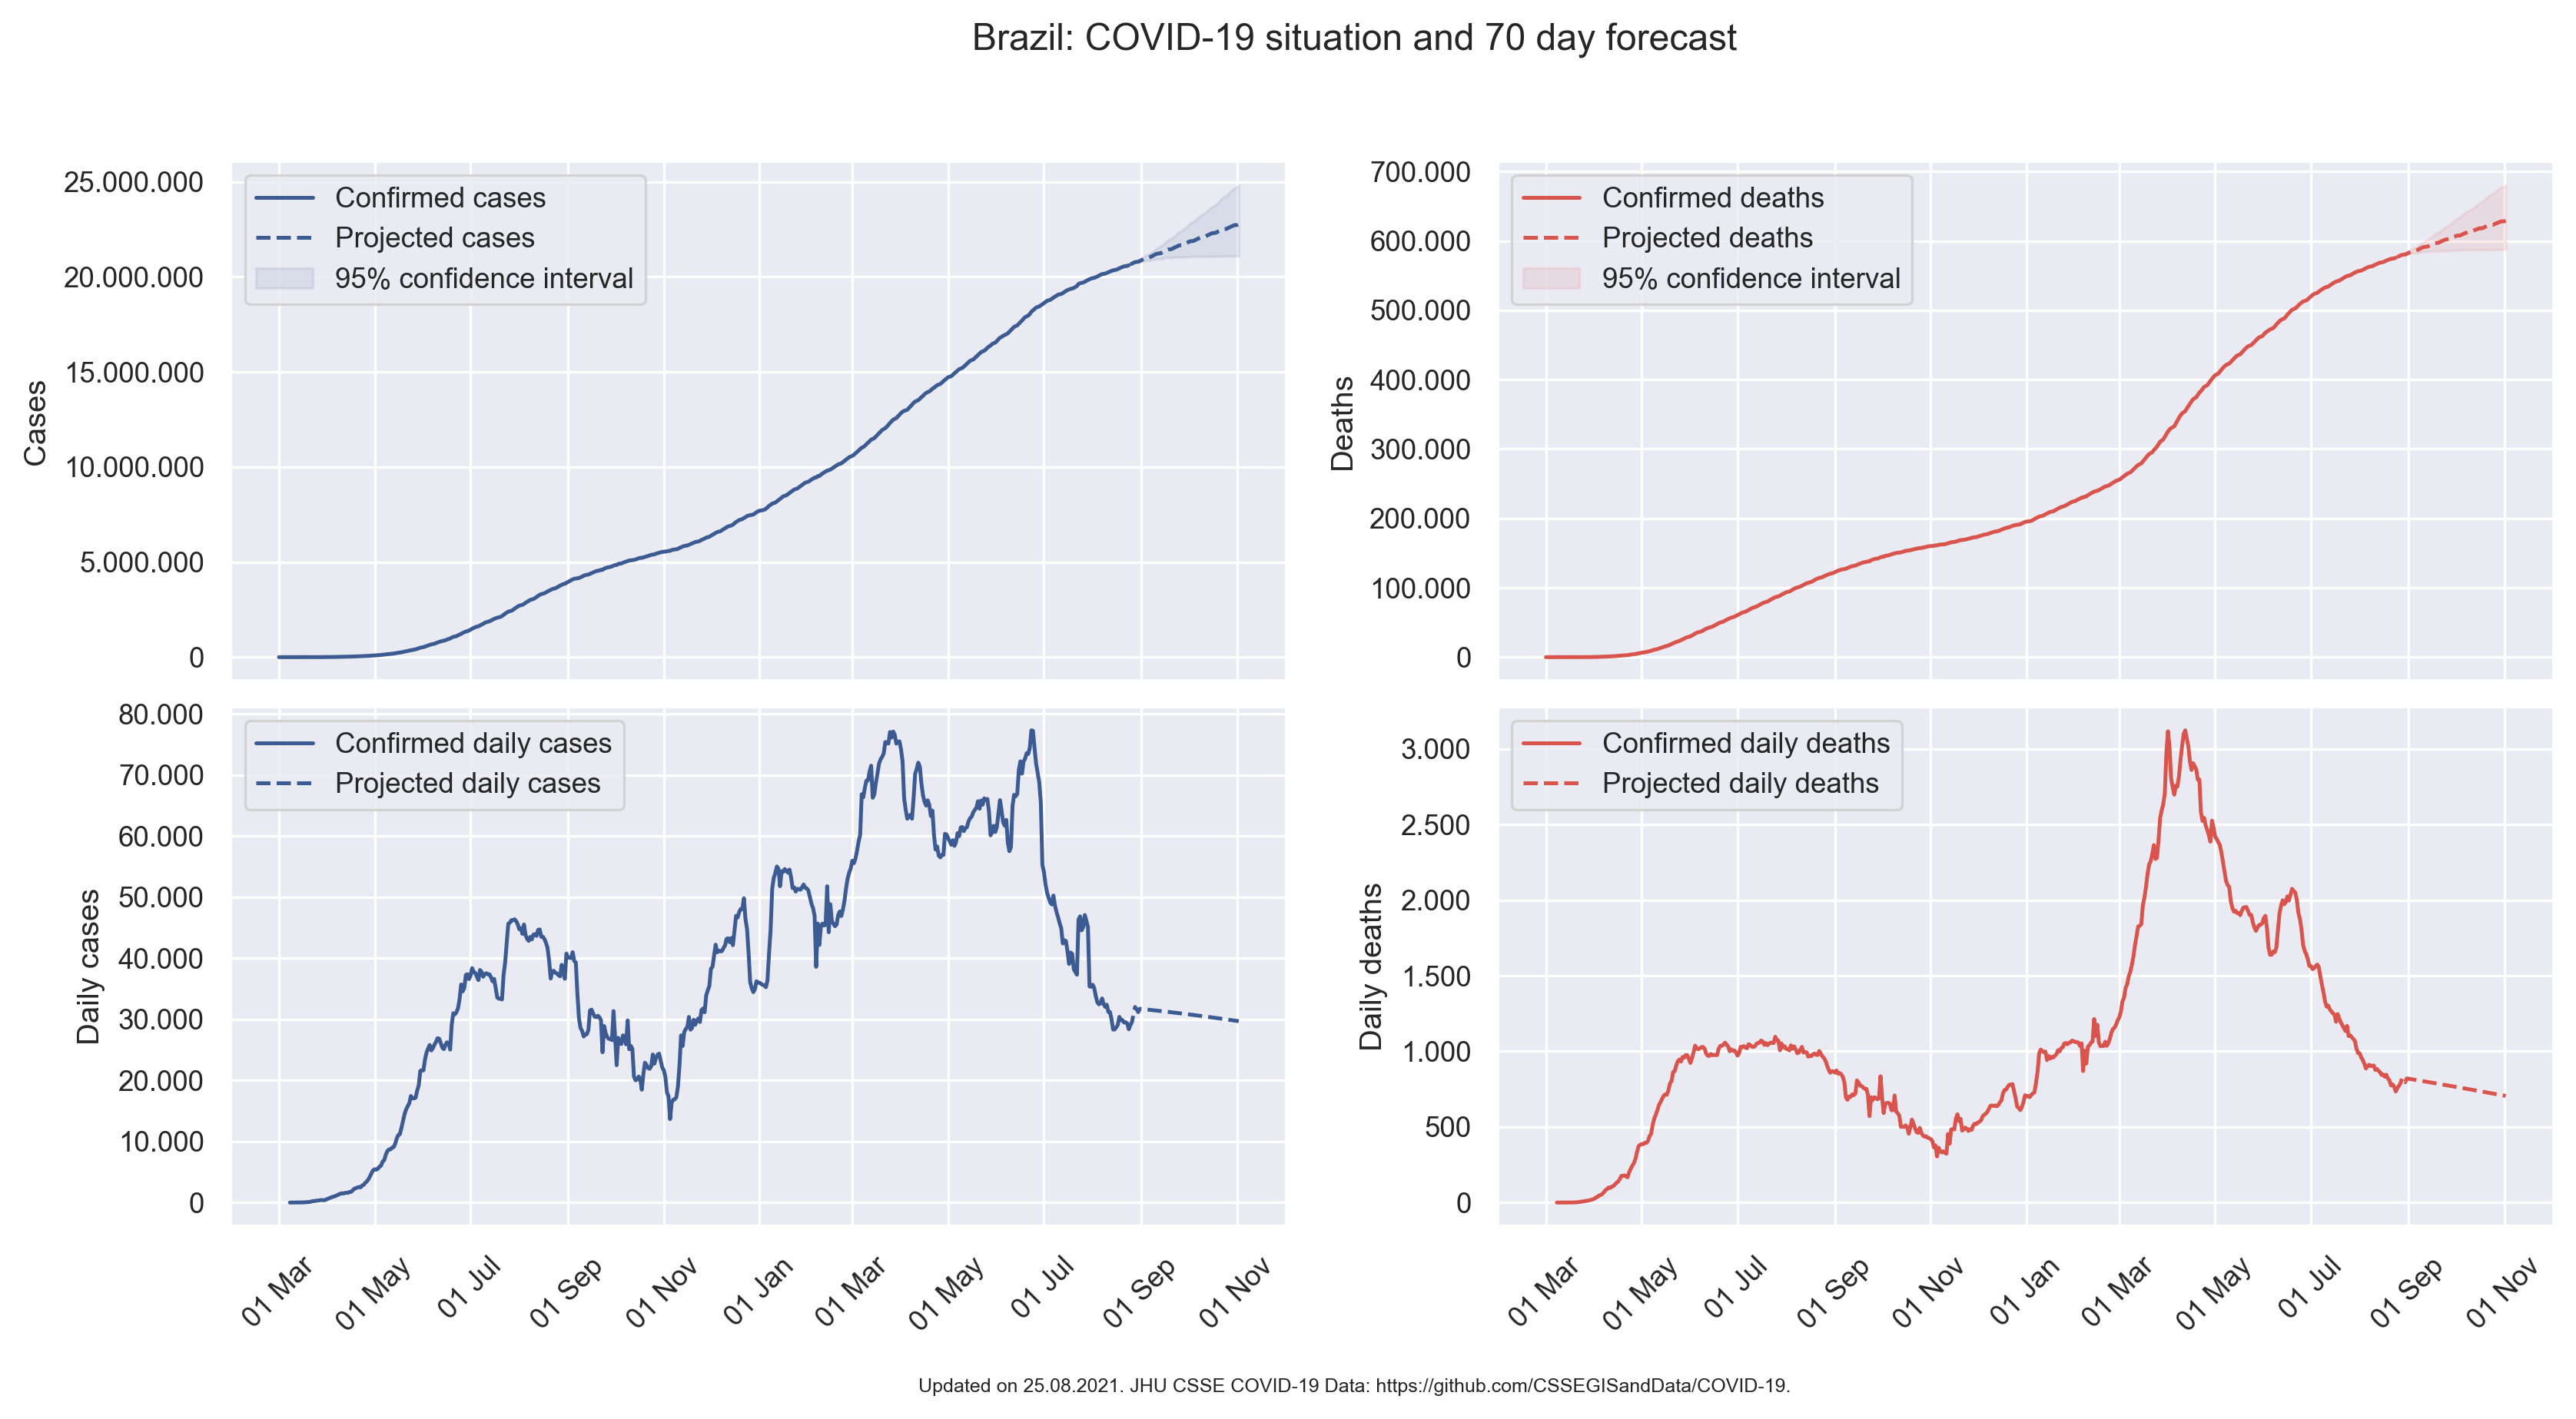 Brazil: COVID-19 situation and 70 day forecast
25.000.000
20.000.000
15.000.000
10.000.000
5.000.000
0
Cases
Confirmed cases
Projected cases
95% confidence interval
700.000
600.000
500.000
400.000
300.000
200.000
100.000
0
Deaths
Confirmed deaths
Projected deaths
95% confidence interval
80.000
70.000
60.000
50.000
40.000
30.000
20.000
10.000
0
Daily cases
Confirmed daily cases
Projected daily cases
01 Mar
01 May
01 Jul
01 Sep
01 Nov
01 Jan
01 Mar
01 May
01 Jul
01 Sep
01 Nov
3.000
2.500
2.000
1.500
1.000
500
0
Daily deaths
Confirmed daily deaths
Projected daily deaths
01 Mar
01 May
01 Jul
01 Sep
01 Nov
01 Jan
01 Mar
01 May
01 Jul
01 Sep
01 Nov
Updated on 25.08.2021. JHU CSSE COVID-19 Data: https://github.com/CSSEGISandData/COVID-19.